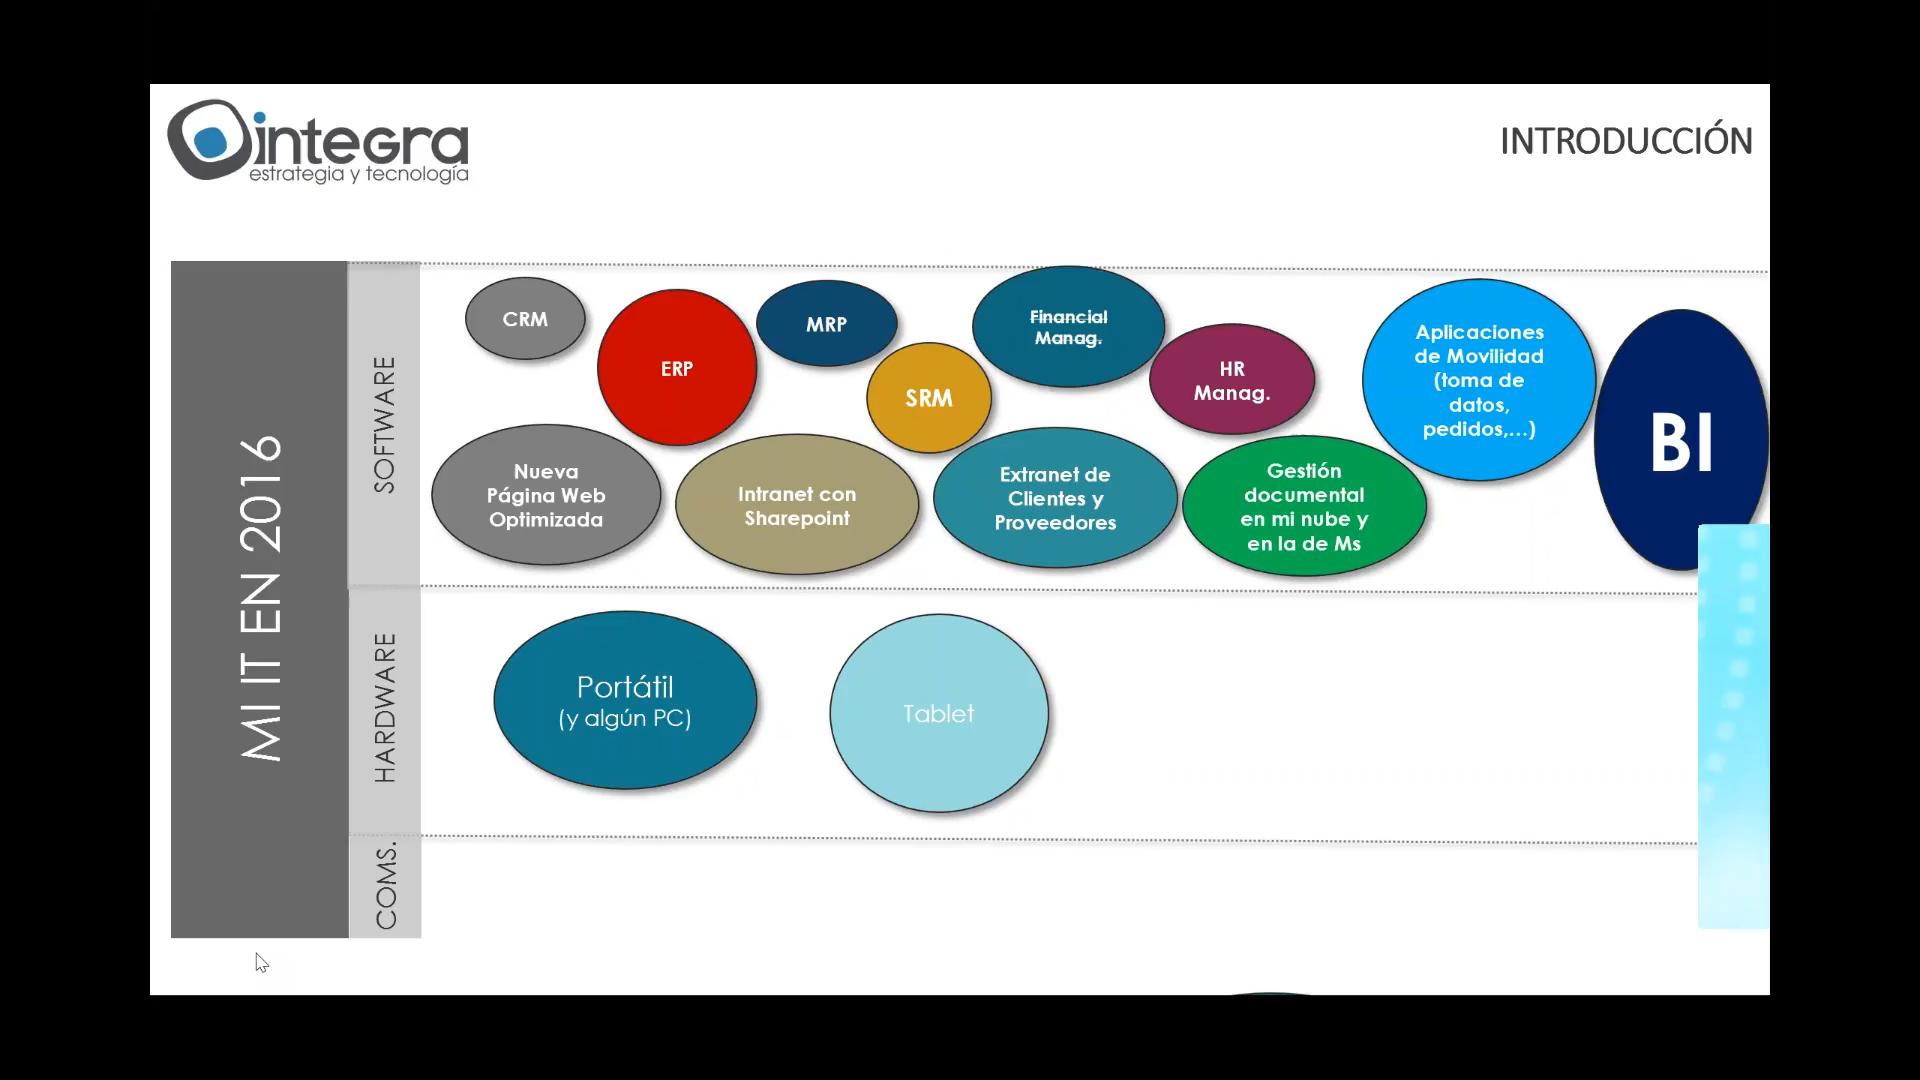 integra
estrategia y tecnología
INTRODUCCIÓN
MI IT EN 2016
SOFTWARE
CRM
ERP
MRP
SRM
Financial
Manag.
HR
Manag.
Aplicaciones
de Movilidad
(toma de
datos,
pedidos,...)
BI
Nueva
Página Web
Optimizada
Intranet con
Sharepoint
Extranet de
Clientes y
Proveedores
Gestión
documental
en mi nube y
en la de Ms
HARDWARE
Portátil
(y algún PC)
Tablet
COMS.